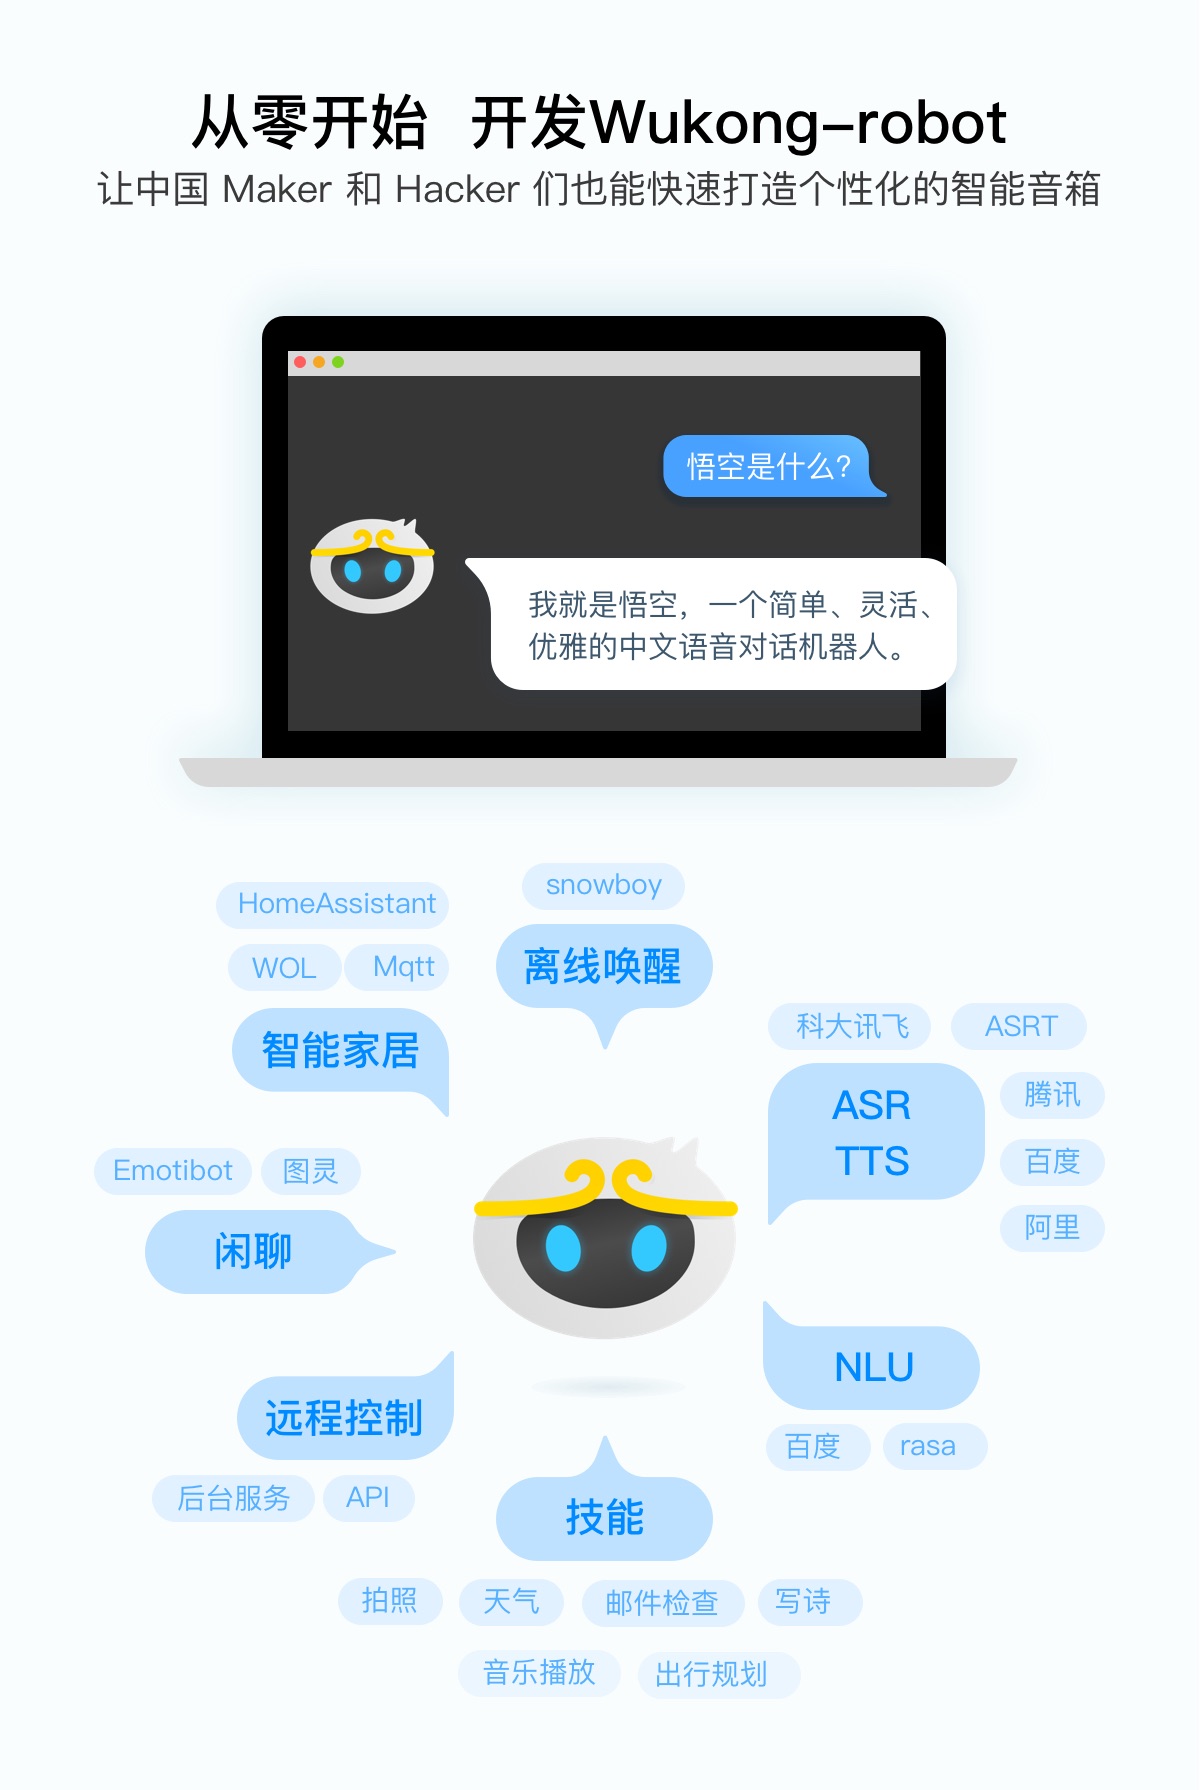 从零开始 开发Wukong-robot
让中国 Maker 和 Hacker 们也能快速打造个性化的智能音箱
悟空是什么？
我就是悟空，一个简单、灵活、
优雅的中文语音对话机器人。
snowboy
离线唤醒
HomeAssistant
WOL Mqtt
智能家居
科大讯飞 ASRT
ASR
TTS
腾讯
百度
阿里
Emotibot 图灵
闲聊
NLU
百度 rasa
远程控制
后台服务 API
技能
拍照 天气 邮件检查 写诗
音乐播放 出行规划